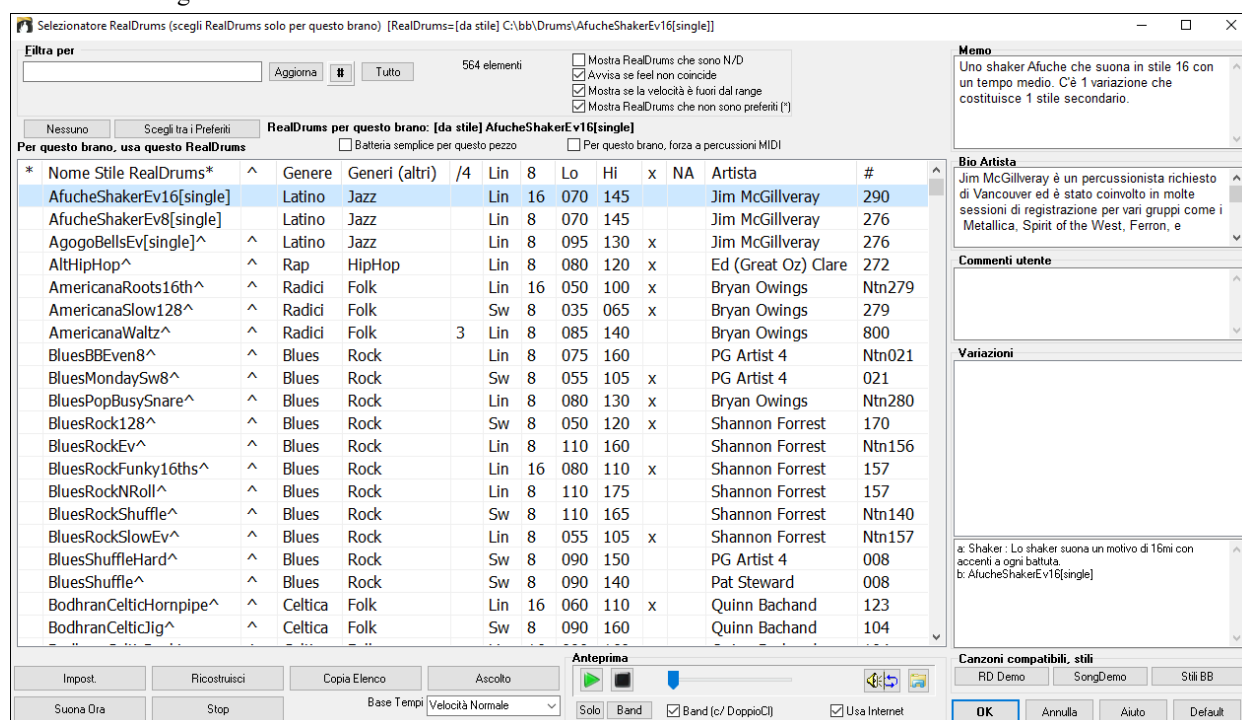 Selezionatore RealDrums (scegli RealDrums solo per questo brano) [RealDrums=[da stile] C:\bb\Drums\AfucheShakerEv16[single]]
Filtra per
Aggiorna # Tutto 564 elementi
Mostra RealDrums che sono N/D
Avvisa se feel non coincide
Mostra se la velocità è fuori dal range
Mostra RealDrums che non sono preferiti (*)
Nessuno Scegli tra i Preferiti RealDrums per questo brano: [da stile] AfucheShakerEv16[single]
Per questo brano, usa questo RealDrums Batteria semplice per questo pezzo Per questo brano, forza a percussioni MIDI
* Nome Stile RealDrums* ^ Genere Generi (altri) /4 Lin 8 Lo Hi x NA Artista #
AfucheShakerEv16[single] Latino Jazz Lin 16 070 145 Jim McGillveray 290
AfucheShakerEv8[single] Latino Jazz Lin 8 070 145 Jim McGillveray 276
AgogoBellsEv[single]^ ^ Latino Jazz Lin 8 095 130 x Jim McGillveray 276
AltHipHop^ ^ Rap HipHop Lin 8 080 120 x Ed (Great Oz) Clare 272
AmericanaRoots16th^ ^ Radici Folk Lin 16 050 100 x Bryan Owings Ntn279
AmericanaSlow128^ ^ Radici Folk Sw 8 035 065 x Bryan Owings 279
AmericanaWaltz^ ^ Radici Folk 3 Lin 8 085 140 Bryan Owings 800
BluesBBEven8^ ^ Blues Rock Lin 8 075 160 PG Artist 4 Ntn021
BluesMondaySw8^ ^ Blues Rock Sw 8 055 105 x PG Artist 4 021
BluesPopBusySnare^ ^ Blues Rock Lin 8 080 130 x Bryan Owings Ntn280
BluesRock128^ ^ Blues Rock Sw 8 050 120 x Shannon Forrest 170
BluesRockEv^ ^ Blues Rock Lin 8 110 160 Shannon Forrest Ntn156
BluesRockFunky16ths^ ^ Blues Rock Lin 16 080 110 x Shannon Forrest 157
BluesRockNRoll^ ^ Blues Rock Lin 8 110 175 Shannon Forrest 157
BluesRockShuffle^ ^ Blues Rock Sw 8 110 165 Shannon Forrest Ntn140
BluesRockSlowEv^ ^ Blues Rock Lin 8 055 105 x Shannon Forrest Ntn157
BluesShuffleHard^ ^ Blues Rock Sw 8 090 150 PG Artist 4 008
BluesShuffle^ ^ Blues Rock Sw 8 090 140 Pat Steward 008
BodhranCelticHornpipe^ ^ Celtica Folk Lin 16 060 110 x Quinn Bachand 123
BodhranCelticJig^ ^ Celtica Folk Sw 8 090 160 Quinn Bachand 104
Memo
Uno shaker Afuche che suona in stile 16 con
un tempo medio. C'è 1 variazione che
costituisce 1 stile secondario.
Bio Artista
Jim McGillveray è un percussionista richiesto
di Vancouver ed è stato coinvolto in molte
sessioni di registrazione per vari gruppi come i
Metallica, Spirit of the West, Ferron, e
Commenti utente
Variazioni
a: Shaker : Lo shaker suona un motivo di 16mi con
accenti a ogni battuta.
b: AfucheShakerEv16[single]
Impost. Ricostruisci Copia Elenco Ascolto
Suona Ora Stop Base Tempi Velocità Normale
Anteprima
Solo Band Band (c/ DoppioCl) Usa Internet
Canzoni compatibili, stili
RD Demo SongDemo Stili BB
OK Annulla Aiuto Default